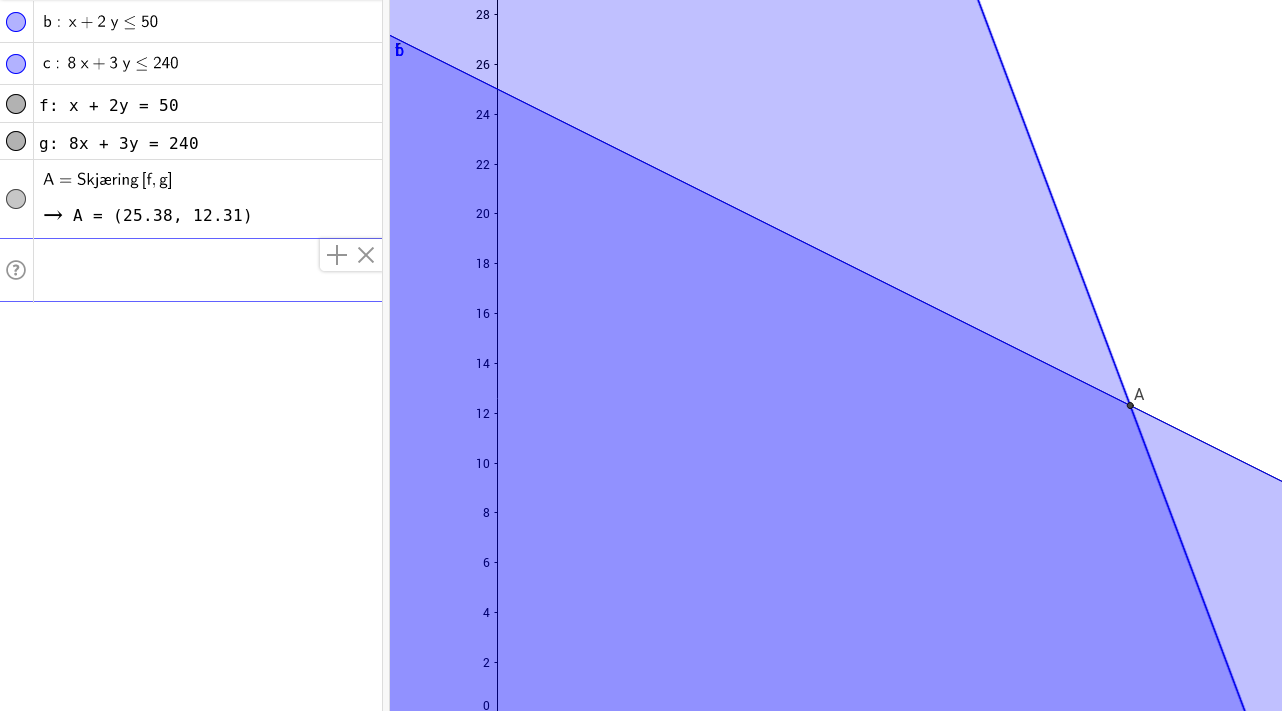 b : x + 2 y ≤ 50
c : 8 x + 3 y ≤ 240
f: x + 2y = 50
g: 8x + 3y = 240
A = Skjæring [f, g]
→ A = (25.38, 12.31)
?
28
b
26
24
22
20
18
16
14
A
12
10
8
6
4
2
0